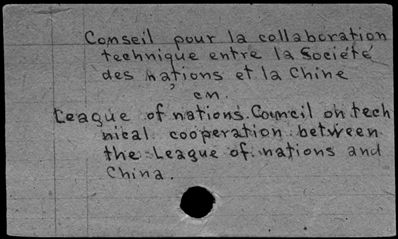 Conseil pour la collaboration
technique entre la Société
des nations et la Chine
см.
League of nations. Council on tech
nical cooperation between
the League of nations and
China.